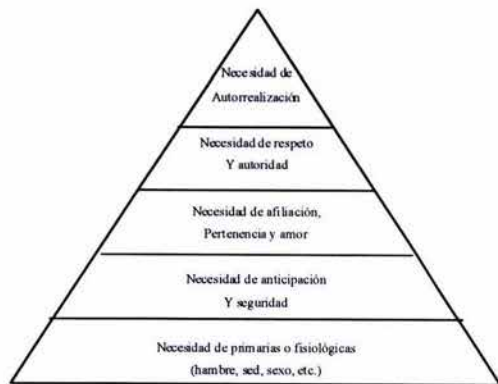 Necesidad de
Autorrealización
Necesidad de respeto
Y autoridad
Necesidad de afiliación,
Pertenencia y amor
Necesidad de anticipación
Y seguridad
Necesidad de primarias o fisiológicas
(hambre, sed, sexo, etc.)